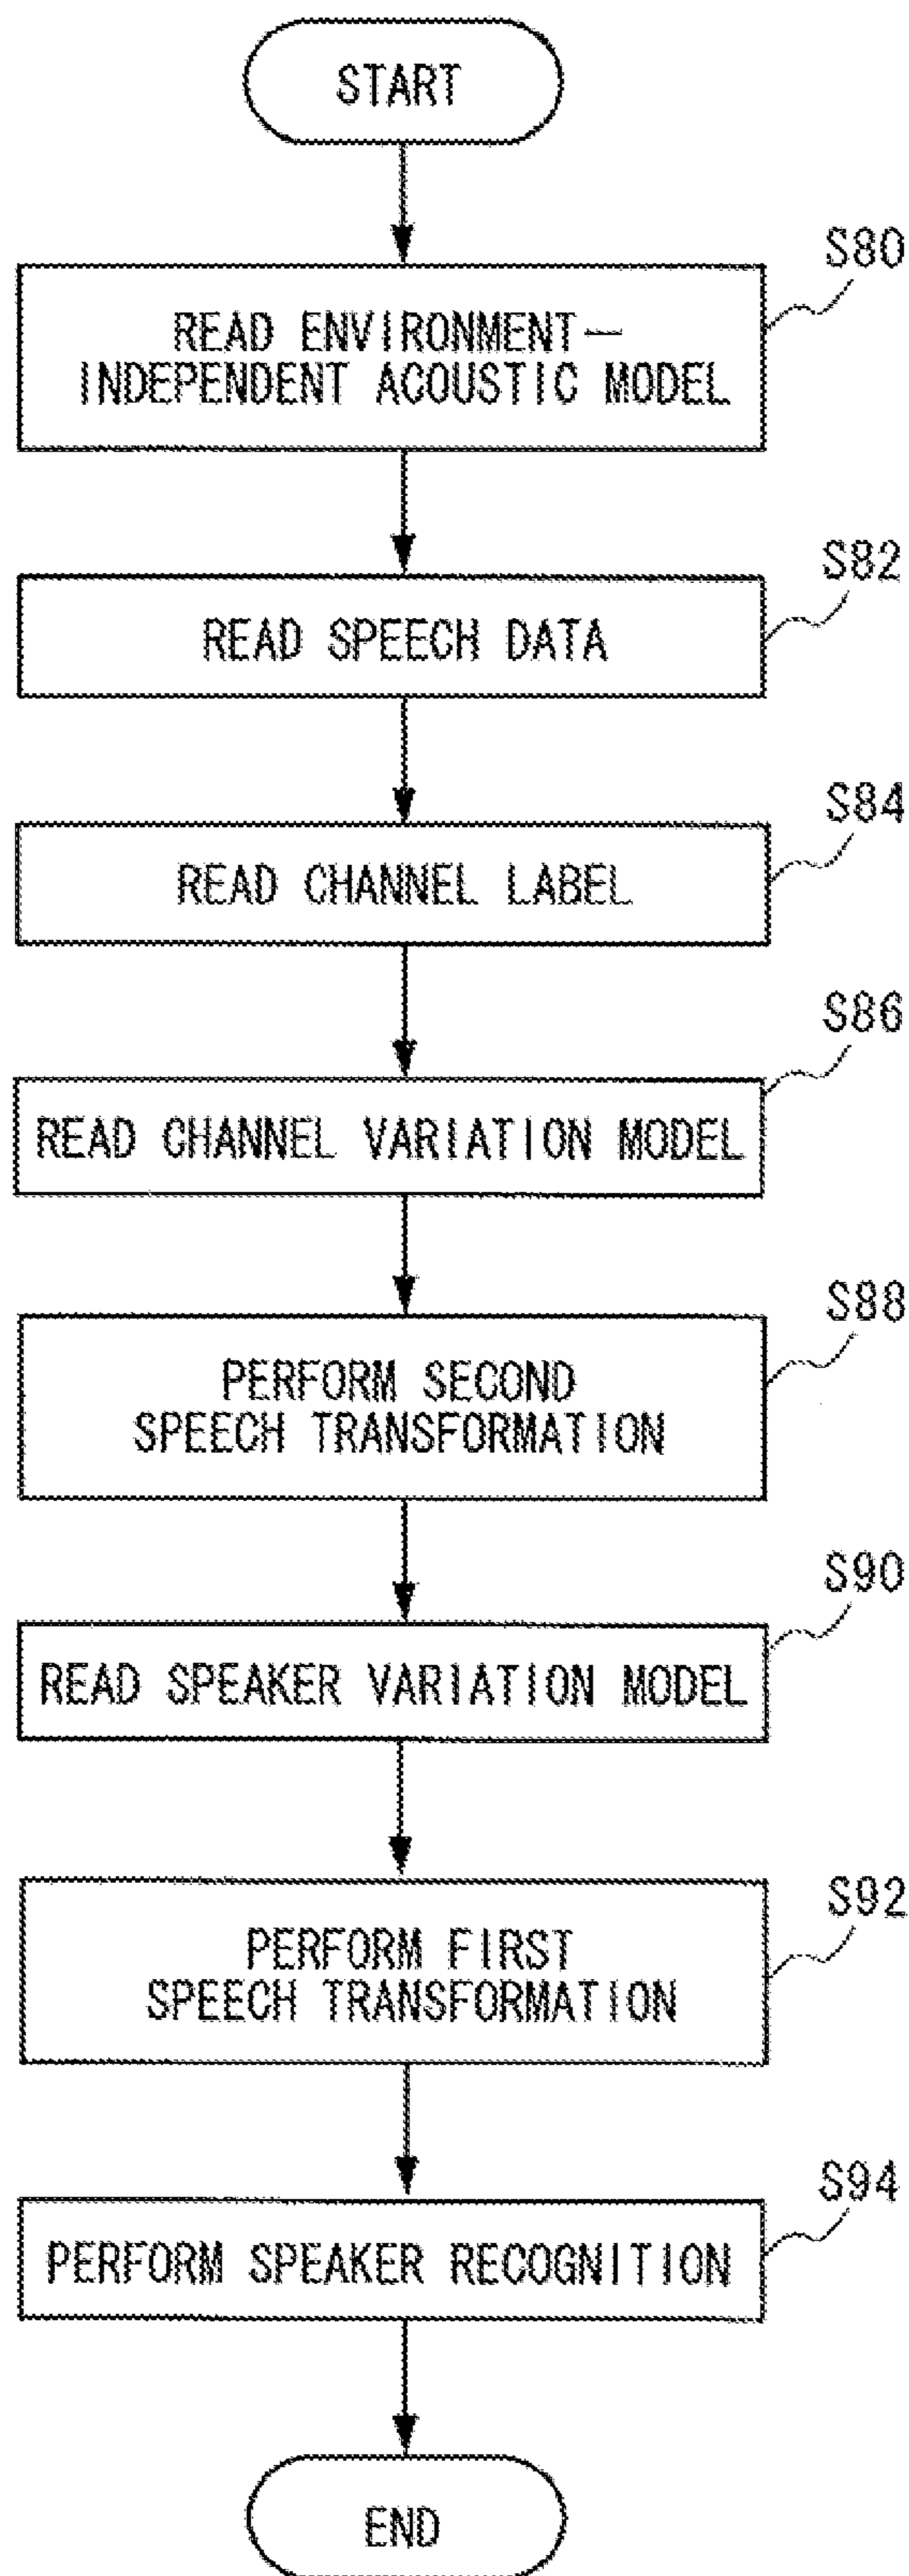 START
S80
READ ENVIRONMENT-
INDEPENDENT ACOUSTIC MODEL
S82
READ SPEECH DATA
S84
READ CHANNEL LABEL
S86
READ CHANNEL VARIATION MODEL
S88
PERFORM SECOND
SPEECH TRANSFORMATION
S90
READ SPEAKER VARIATION MODEL
S92
PERFORM FIRST
SPEECH TRANSFORMATION
S94
PERFORM SPEAKER RECOGNITION
END